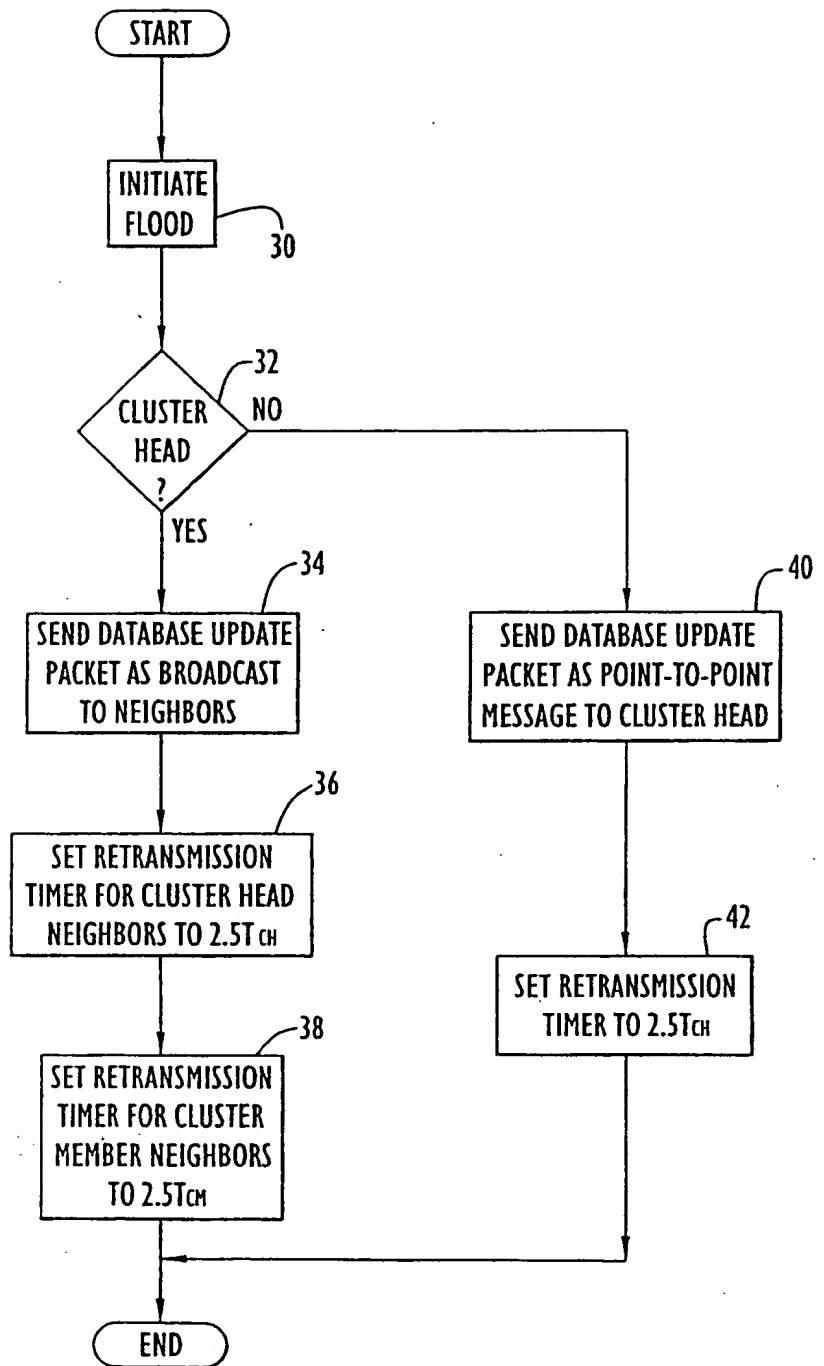 START
INITIATE
FLOOD
30
32
CLUSTER
HEAD
?
NO
YES
34
SEND DATABASE UPDATE
PACKET AS BROADCAST
TO NEIGHBORS
40
SEND DATABASE UPDATE
PACKET AS POINT-TO-POINT
MESSAGE TO CLUSTER HEAD
36
SET RETRANSMISSION
TIMER FOR CLUSTER HEAD
NEIGHBORS TO 2.5TCH
42
SET RETRANSMISSION
TIMER TO 2.5TCH
38
SET RETRANSMISSION
TIMER FOR CLUSTER
MEMBER NEIGHBORS
TO 2.5TCM
END